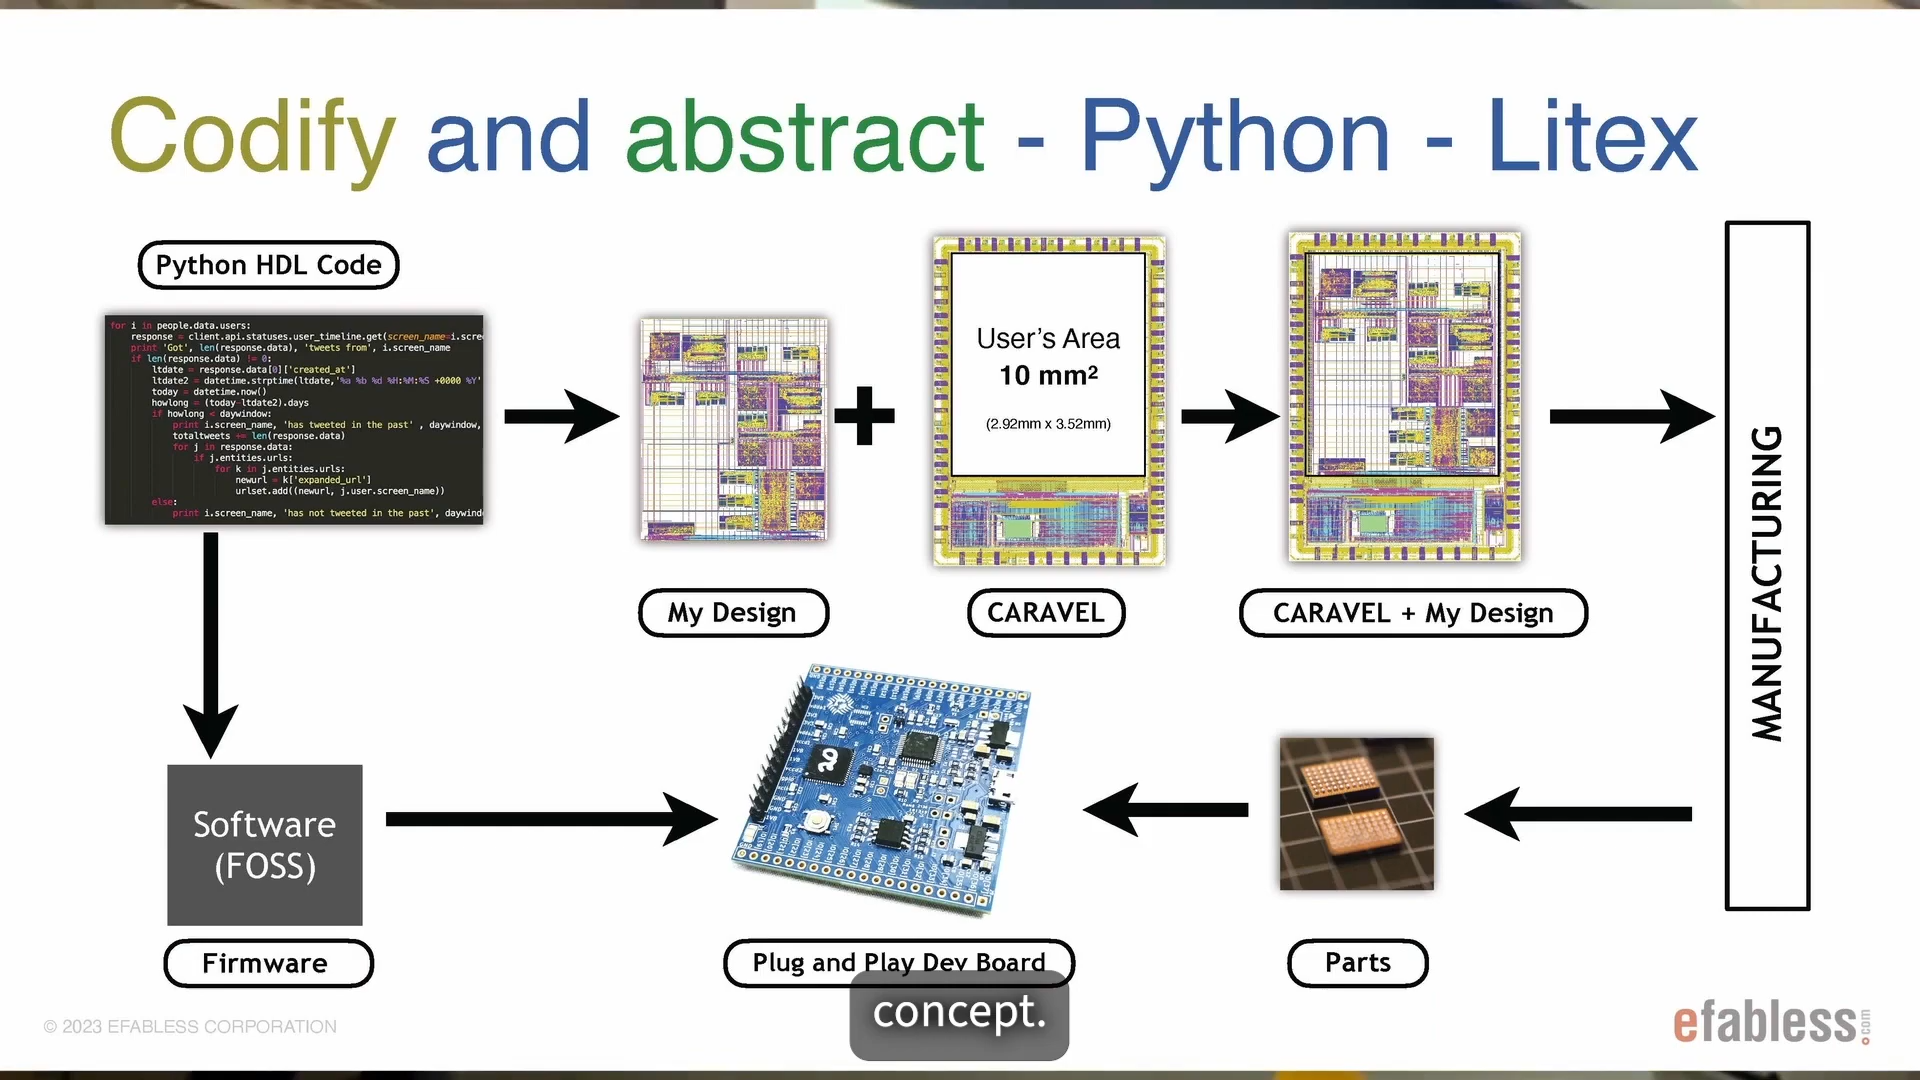 Codify and abstract - Python - Litex
Python HDL Code
for i in people.data.users:
response = client.api.statuses.user_timeline.get(screen_name=i.scree
print 'Got', len(response.data), 'tweets from', i.screen_name
if len(response.data) != 0:
ltdate = response.data[0]['created_at']
ltdate2 = datetime.strptime(ltdate,'%a %b %d %H:%M:%S +0000 %Y'
today = datetime.now()
howlong = (today-ltdate2).days
if howlong < daywindow:
print i.screen_name, 'has tweeted in the past' , daywindow,
totaltweets += len(response.data)
for j in response.data:
if j.entities.urls:
for k in j.entities.urls:
newurl = k['expanded_url']
urlset.add((newurl, j.user.screen_name))
else:
print i.screen_name, 'has not tweeted in the past', daywind
User's Area
10 mm²
(2.92mm x 3.52mm)
My Design
CARAVEL
CARAVEL + My Design
MANUFACTURING
Software
(FOSS)
Firmware
Plug and Play Dev Board
Parts
concept.
© 2023 EFABLESS CORPORATION
efabless.com